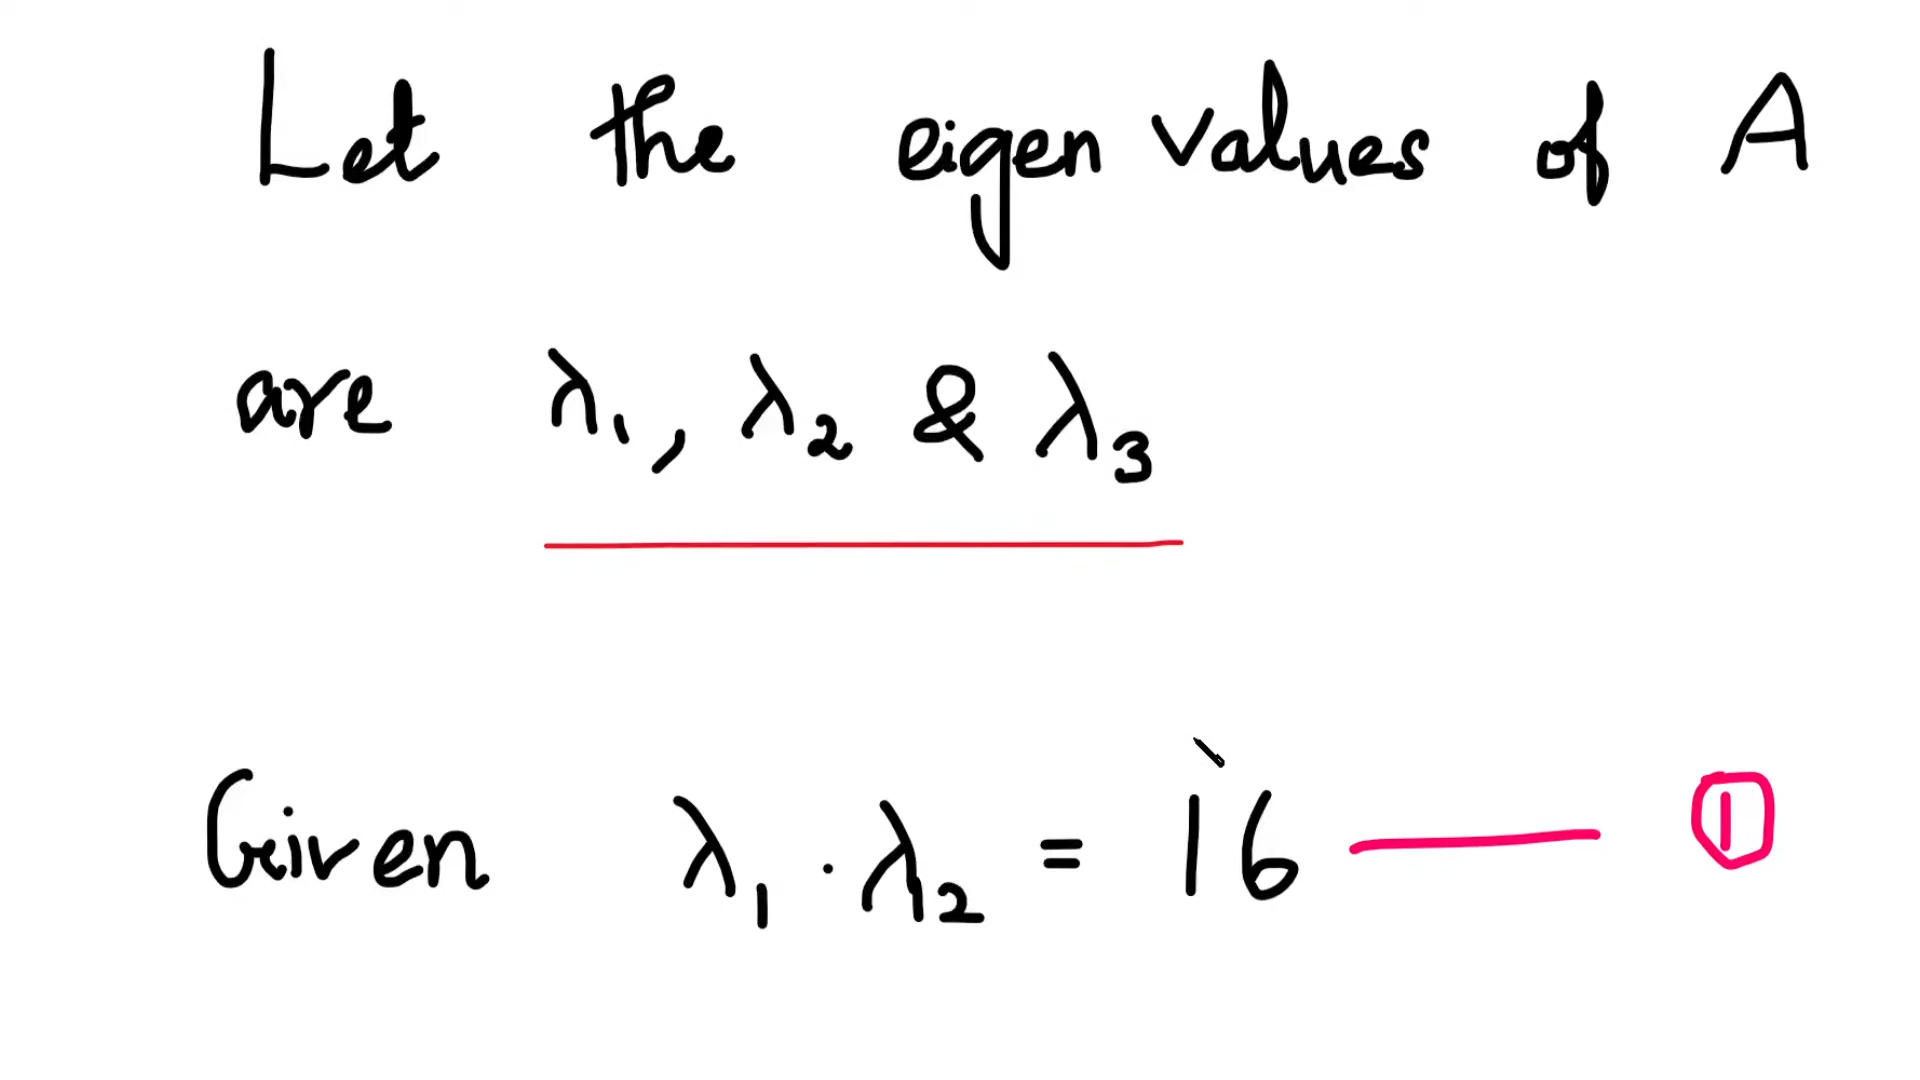 Let the eigen values of A
are λ₁, λ₂ & λ₃
Given λ₁ . λ₂ = 16 —— ①